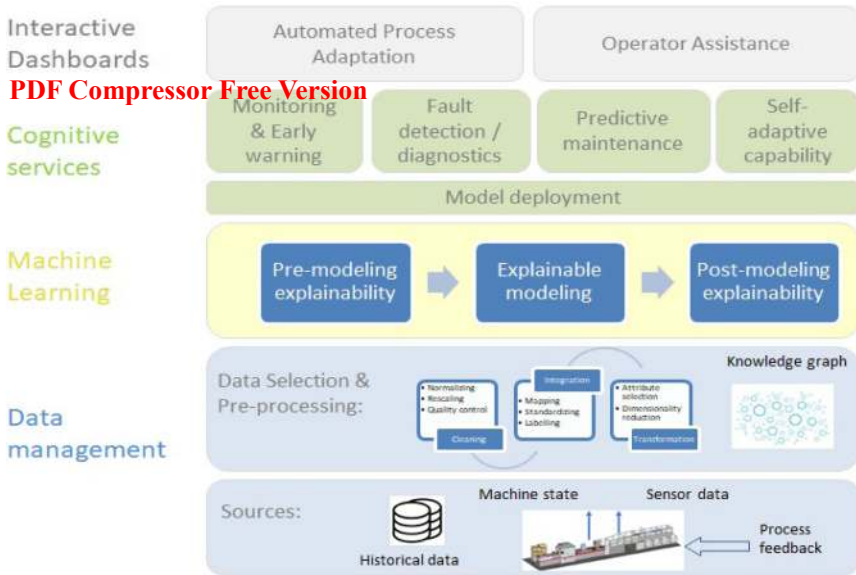 Interactive
Dashboards
Automated Process
Adaptation
Operator Assistance
PDF Compressor Free Version
Cognitive
services
Monitoring
& Early
warning
Fault
detection /
diagnostics
Predictive
maintenance
Self-
adaptive
capability
Model deployment
Machine
Learning
Pre-modeling
explainability
Explainable
modeling
Post-modeling
explainability
Data
management
Data Selection &
Pre-processing:
• Normalizing
• Rescaling
• Quality control
Cleaning
Integration
• Mapping
• Standardizing
• Labelling
• Attribute
selection
• Dimensionality
reduction
Transformation
Knowledge graph
Sources:
Historical data
Machine state
Sensor data
Process
feedback